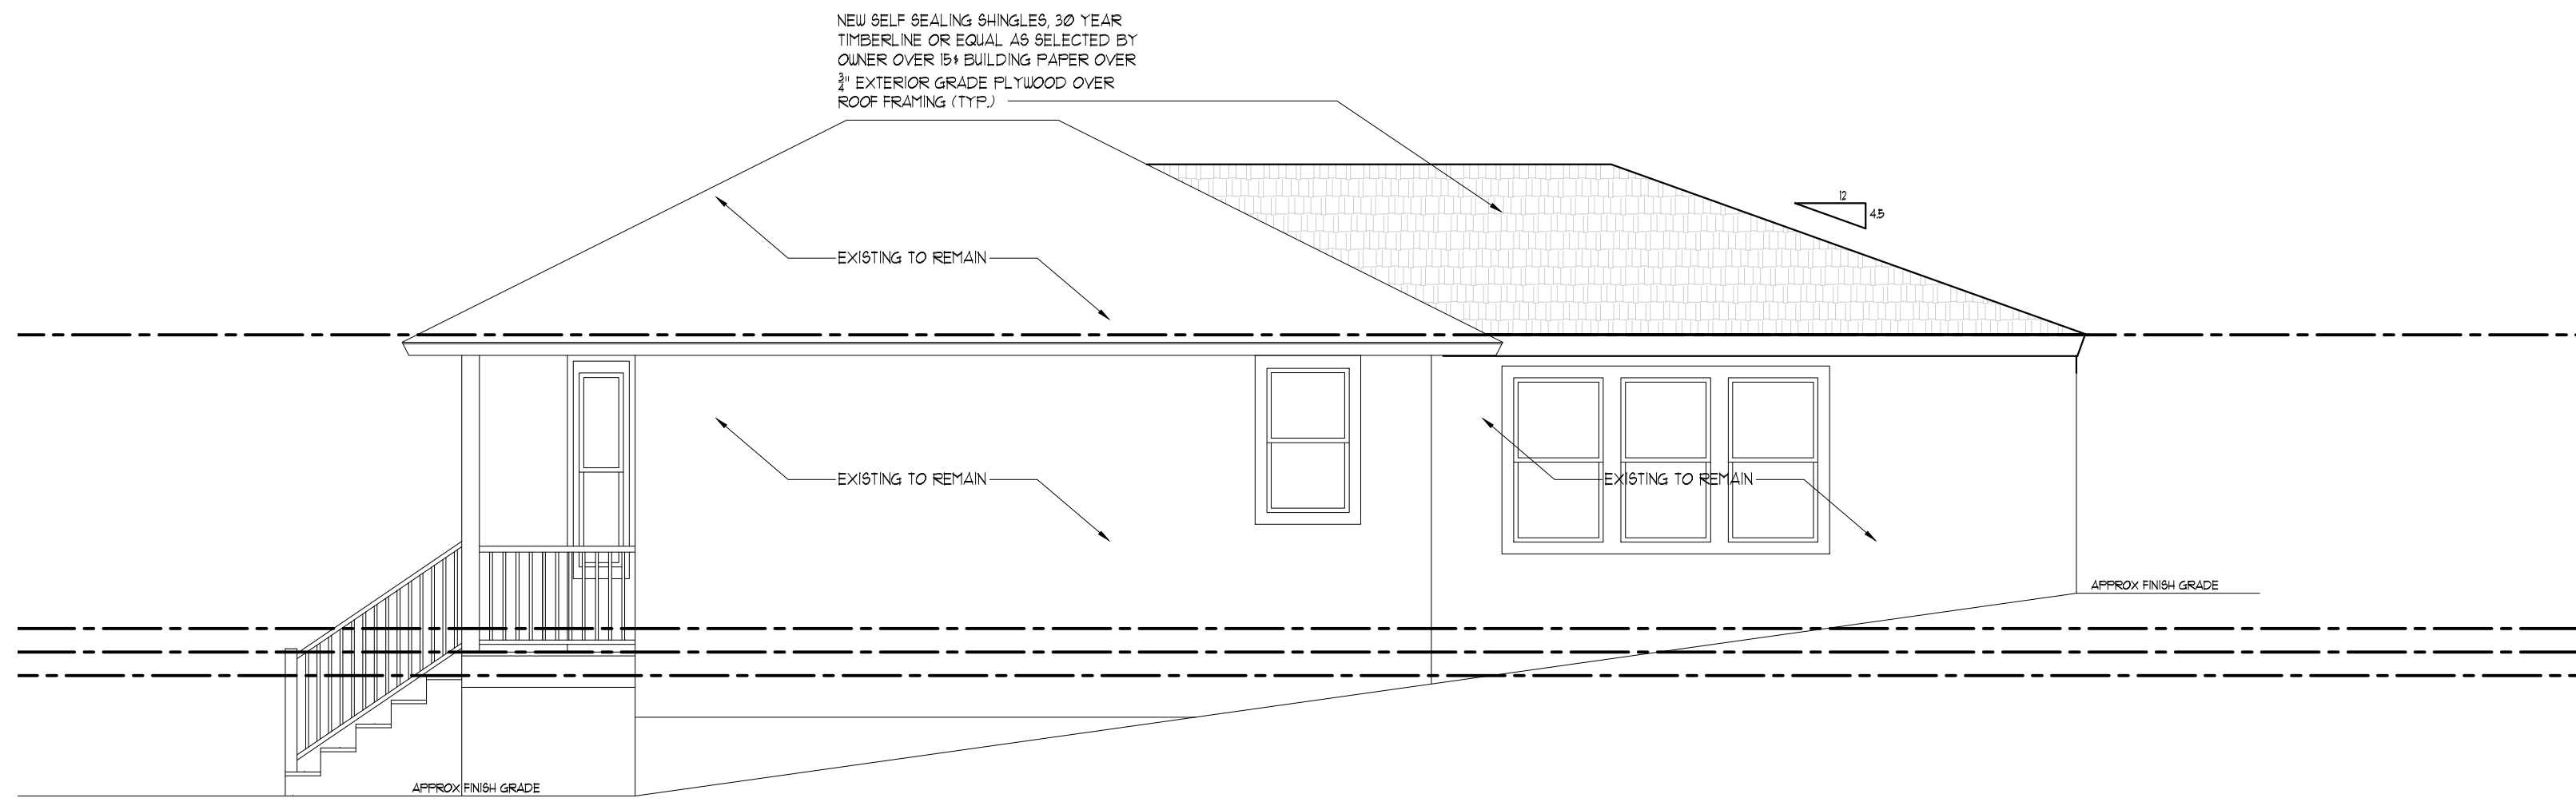 NEW SELF SEALING SHINGLES, 30 YEAR
TIMBERLINE OR EQUAL AS SELECTED BY
OWNER OVER 15# BUILDING PAPER OVER
3/4" EXTERIOR GRADE PLYWOOD OVER
ROOF FRAMING (TYP.)
12
4.5
EXISTING TO REMAIN
EXISTING TO REMAIN
EXISTING TO REMAIN
APPROX FINISH GRADE
APPROX FINISH GRADE